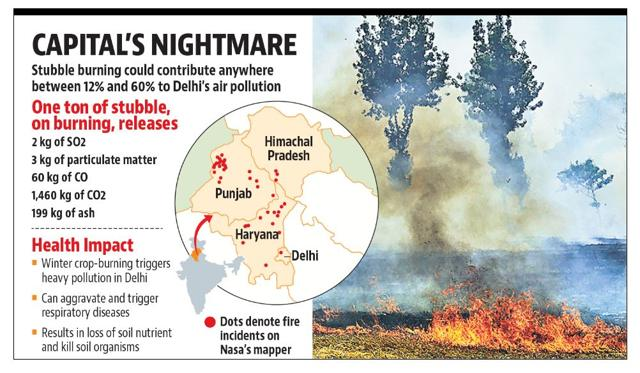 CAPITAL'S NIGHTMARE
Stubble burning could contribute anywhere
between 12% and 60% to Delhi's air pollution
One ton of stubble,
on burning, releases
2 kg of SO2
3 kg of particulate matter
60 kg of CO
1,460 kg of CO2
199 kg of ash
Health Impact
Winter crop-burning triggers
heavy pollution in Delhi
Can aggravate and trigger
respiratory diseases
Results in loss of soil nutrient
and kill soil organisms
Himachal
Pradesh
Punjab
Haryana
Delhi
Dots denote fire
incidents on
Nasa's mapper